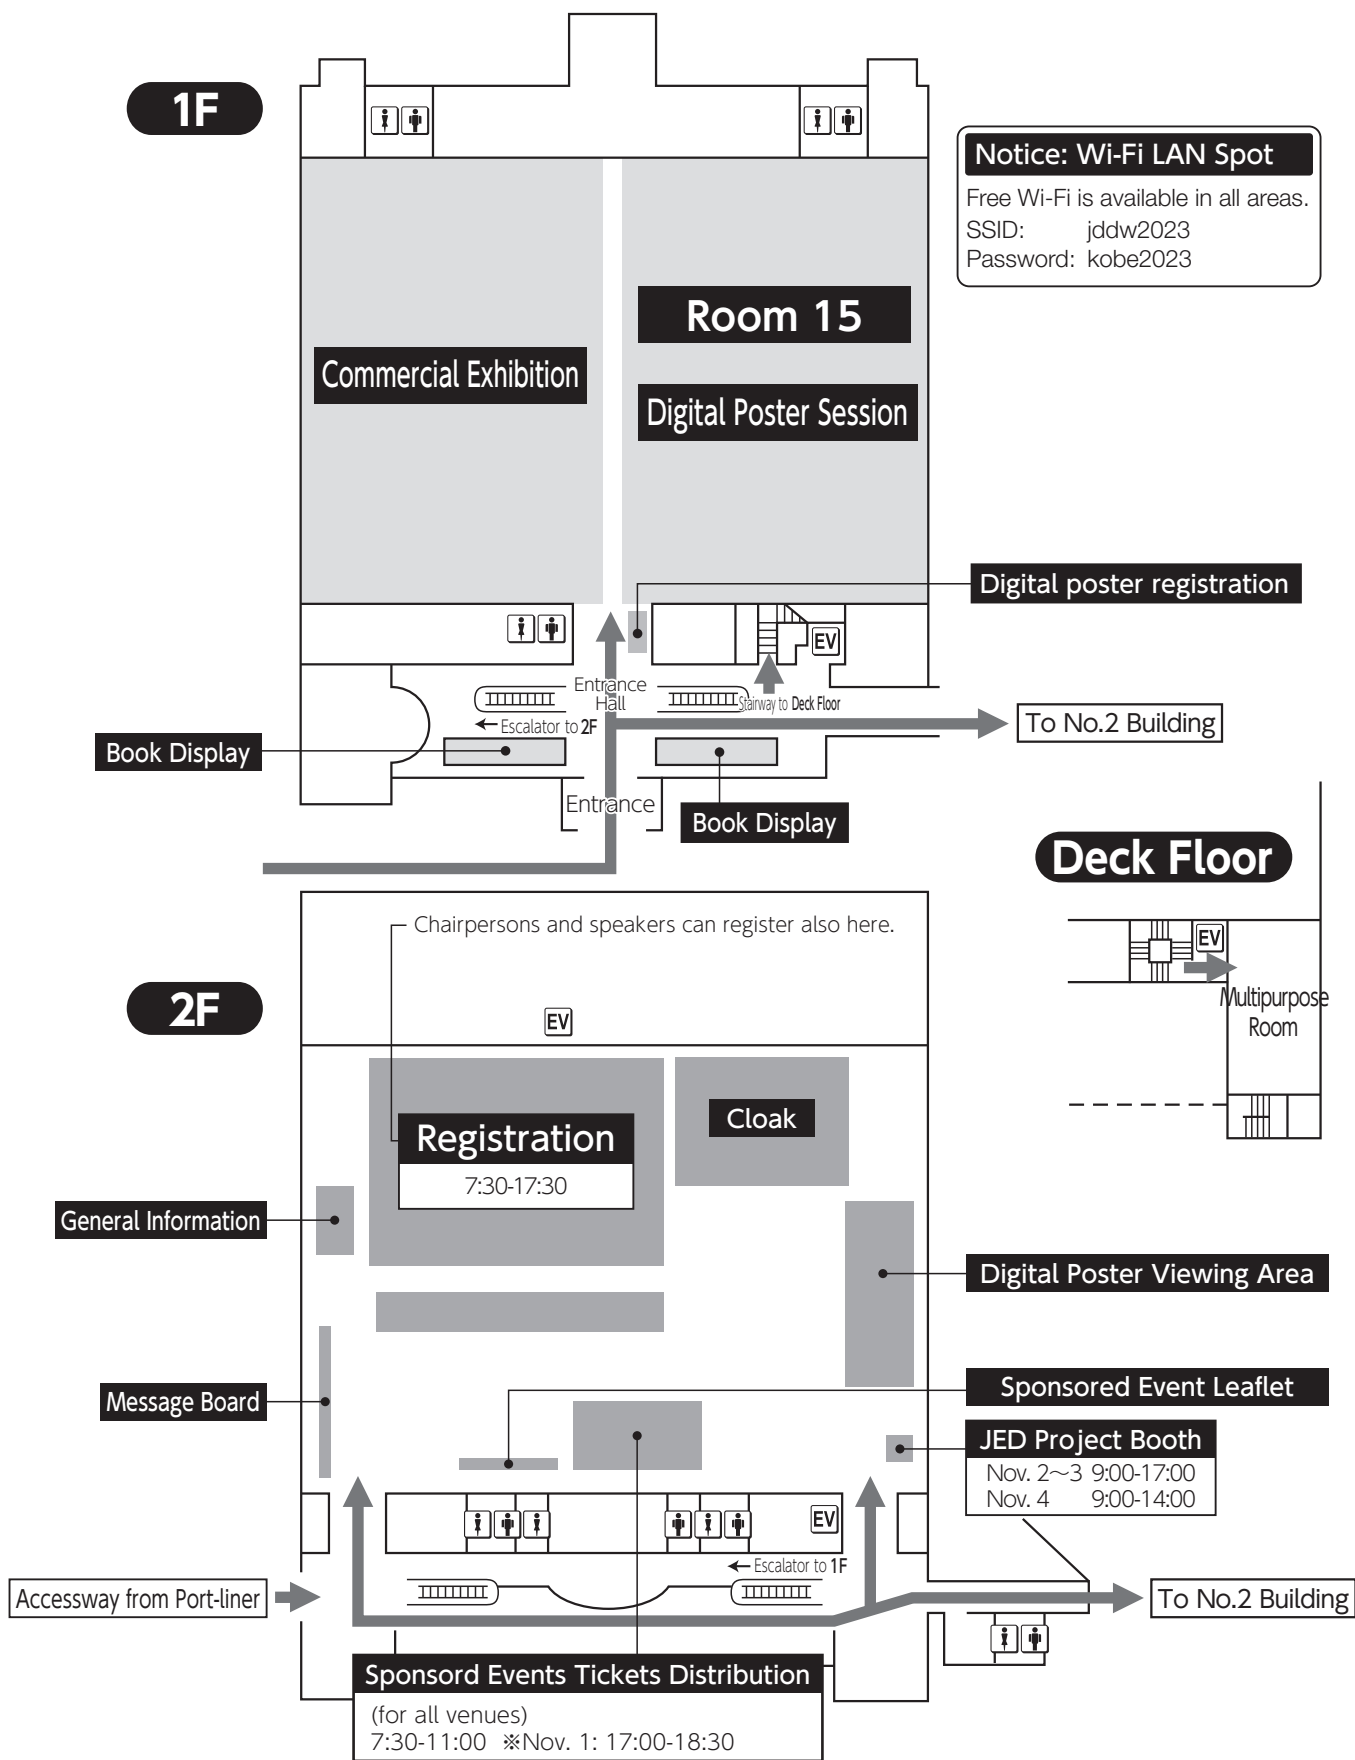 1F
Notice: Wi-Fi LAN Spot
Free Wi-Fi is available in all areas.
SSID: jddw2023
Password: kobe2023
Room 15
Commercial Exhibition
Digital Poster Session
Digital poster registration
EV
Entrance
Hall
Stairway to Deck Floor
← Escalator to 2F
To No.2 Building
Book Display
Entrance
Book Display
Deck Floor
EV
Multipurpose
Room
Chairpersons and speakers can register also here.
2F
EV
Cloak
Registration
7:30-17:30
General Information
Digital Poster Viewing Area
Sponsored Event Leaflet
Message Board
JED Project Booth
Nov. 2～3 9:00-17:00
Nov. 4 9:00-14:00
EV
← Escalator to 1F
Accessway from Port-liner
To No.2 Building
Sponsord Events Tickets Distribution
(for all venues)
7:30-11:00 ※Nov. 1: 17:00-18:30